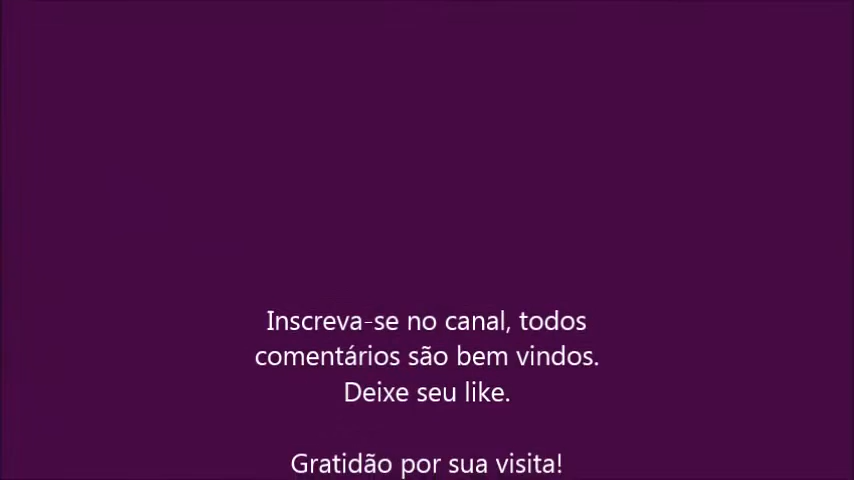 Inscreva-se no canal, todos
comentários são bem vindos.
Deixe seu like.
Gratidão por sua visita!